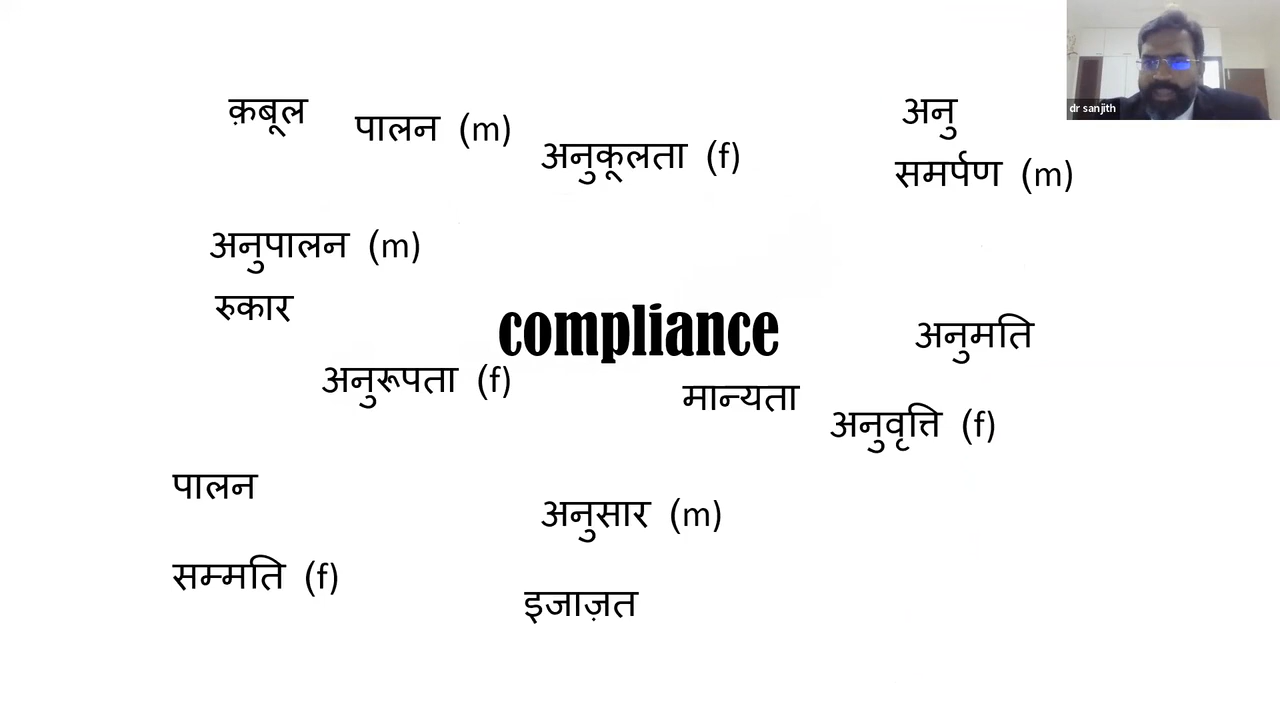 dr sanjith
क़बूल
पालन (m)
अनुकूलता (f)
अनु
समर्पण (m)
अनुपालन (m)
रुकार
compliance
अनुमति
अनुरूपता (f)
मान्यता
अनुवृत्ति (f)
पालन
अनुसार (m)
सम्मति (f)
इजाज़त